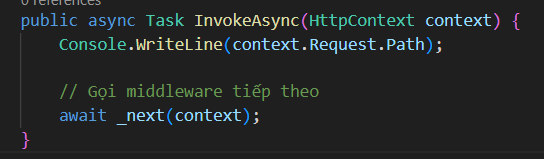 0 references
public async Task InvokeAsync(HttpContext context) {
Console.WriteLine(context.Request.Path);
// Gọi middleware tiếp theo
await _next(context);
}